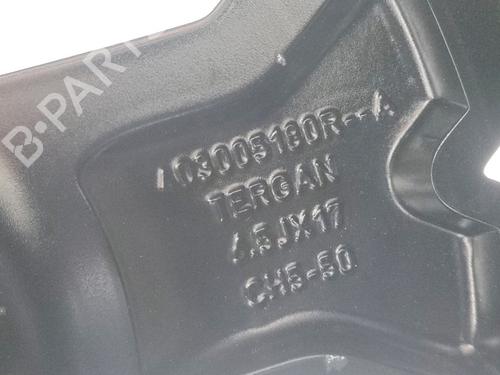 B-PARTS
403005180R--A
TERGAN
6.5JX17
CH5-50